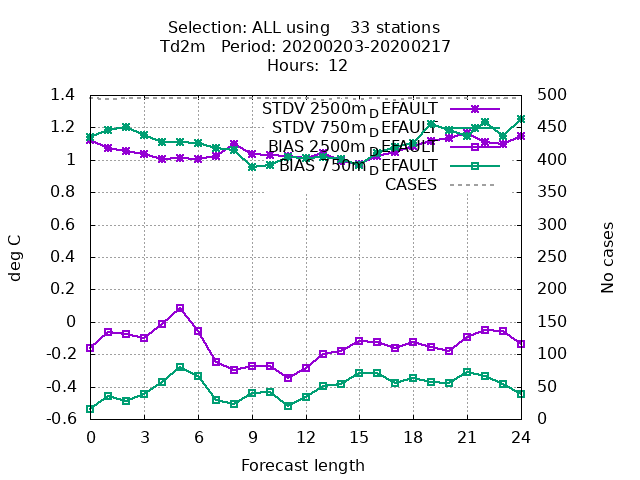 Selection: ALL using 33 stations
Td2m Period: 20200203-20200217
Hours: 12
1.4
1.2
1
0.8
0.6
0.4
0.2
0
-0.2
-0.4
-0.6
500
450
400
350
300
250
200
150
100
50
0
STDV 2500m_DEFAULT
STDV 750m_DEFAULT
BIAS 2500m_DEFAULT
BIAS 750m_DEFAULT
CASES
deg C
No cases
0 3 6 9 12 15 18 21 24
Forecast length